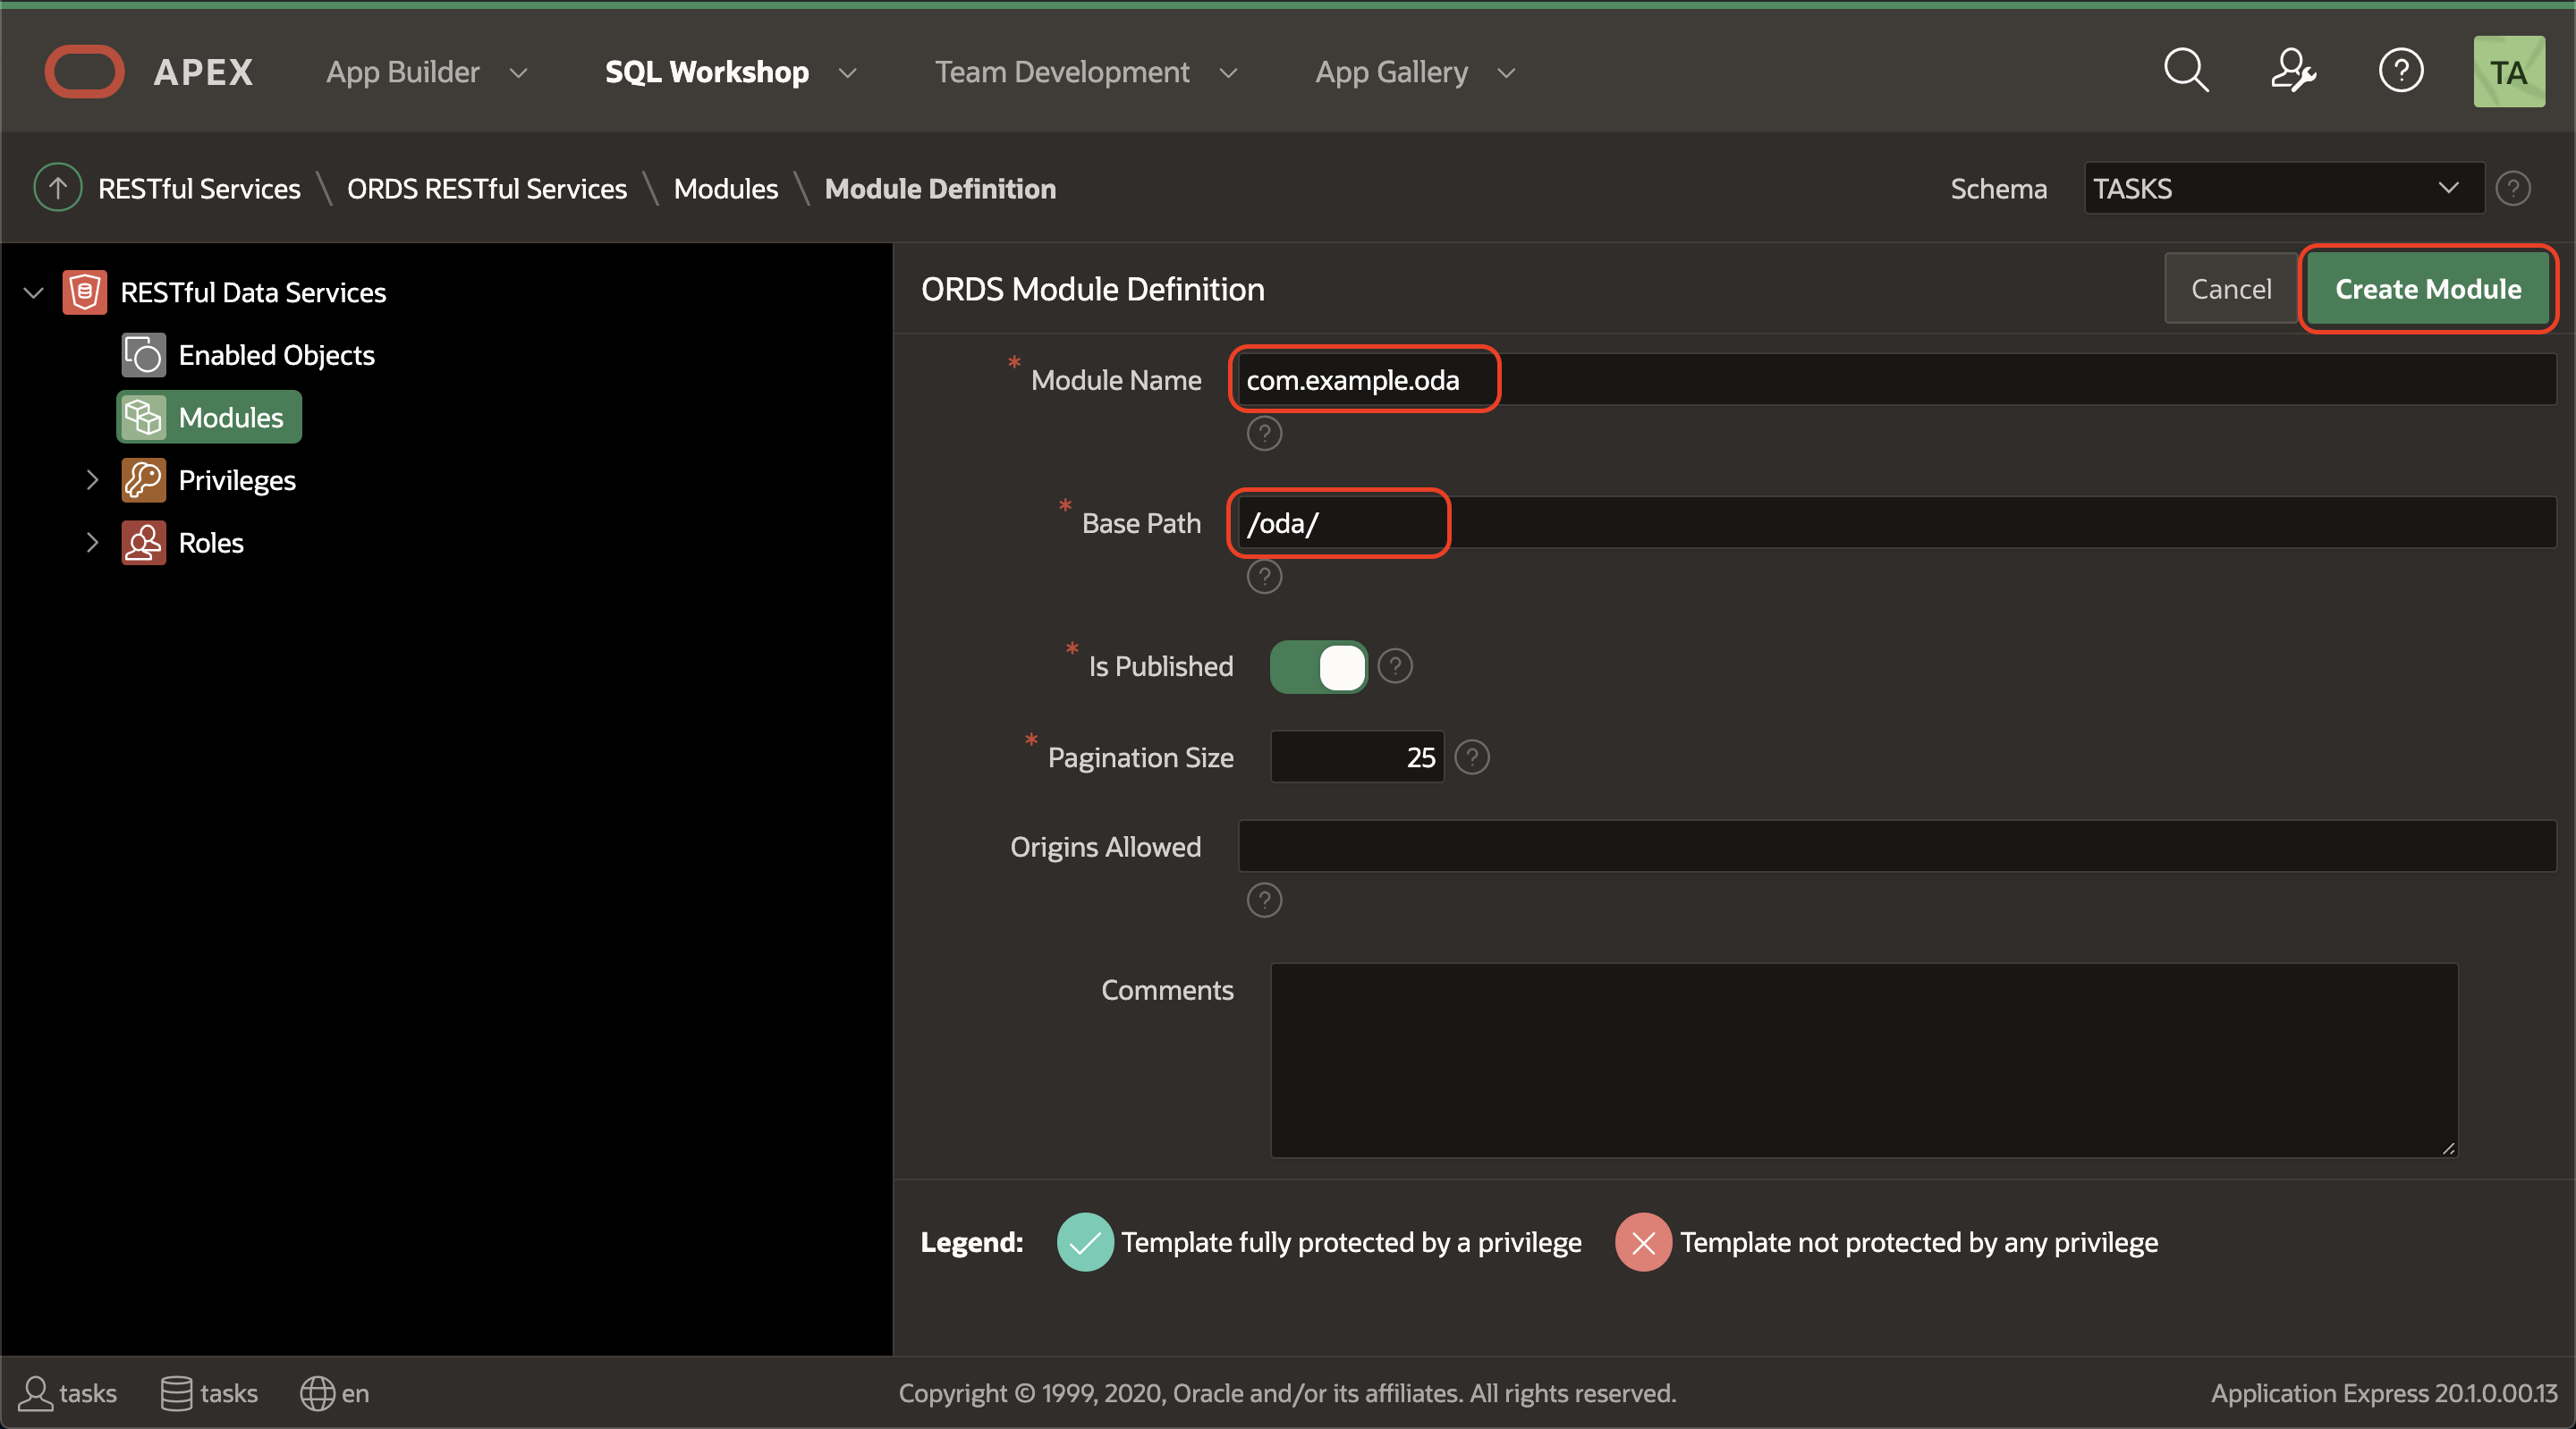 APEX App Builder SQL Workshop Team Development App Gallery TA
RESTful Services \ ORDS RESTful Services \ Modules \ Module Definition Schema TASKS
RESTful Data Services
Enabled Objects
Modules
Privileges
Roles
ORDS Module Definition Cancel Create Module
* Module Name com.example.oda
* Base Path /oda/
* Is Published
* Pagination Size 25
Origins Allowed
Comments
Legend: Template fully protected by a privilege Template not protected by any privilege
tasks tasks en Copyright © 1999, 2020, Oracle and/or its affiliates. All rights reserved. Application Express 20.1.0.00.13